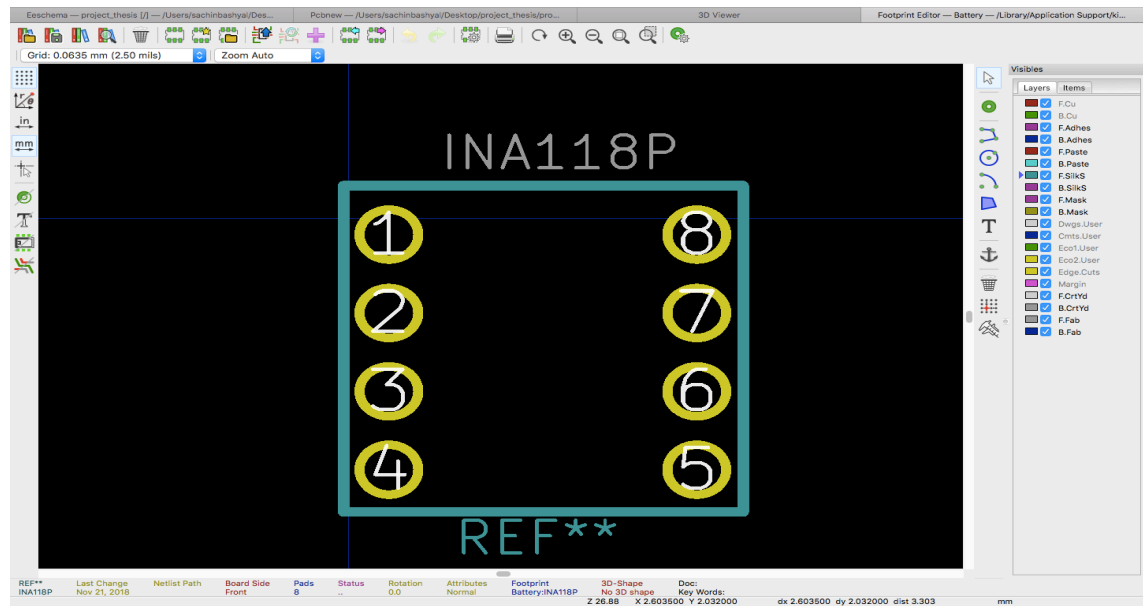 Eeschema — project_thesis [/] — /Users/sachinbashyal/Des...
Pcbnew — /Users/sachinbashyal/Desktop/project_thesis/pro...
3D Viewer
Footprint Editor — Battery — /Library/Application Support/ki...
Grid: 0.0635 mm (2.50 mils)
Zoom Auto
in
mm
INA118P
1
8
2
7
3
6
4
5
REF**
T
Visibles
Layers Items
F.Cu
B.Cu
F.Adhes
B.Adhes
F.Paste
B.Paste
F.SilkS
B.SilkS
F.Mask
B.Mask
Dwgs.User
Cmts.User
Eco1.User
Eco2.User
Edge.Cuts
Margin
F.CrtYd
B.CrtYd
F.Fab
B.Fab
REF** Last Change Netlist Path Board Side Pads Status Rotation Attributes Footprint 3D-Shape Doc:
INA118P Nov 21, 2018 Front 8 .. 0.0 Normal Battery:INA118P No 3D shape Key Words:
Z 26.88 X 2.603500 Y 2.032000 dx 2.603500 dy 2.032000 dist 3.303 mm